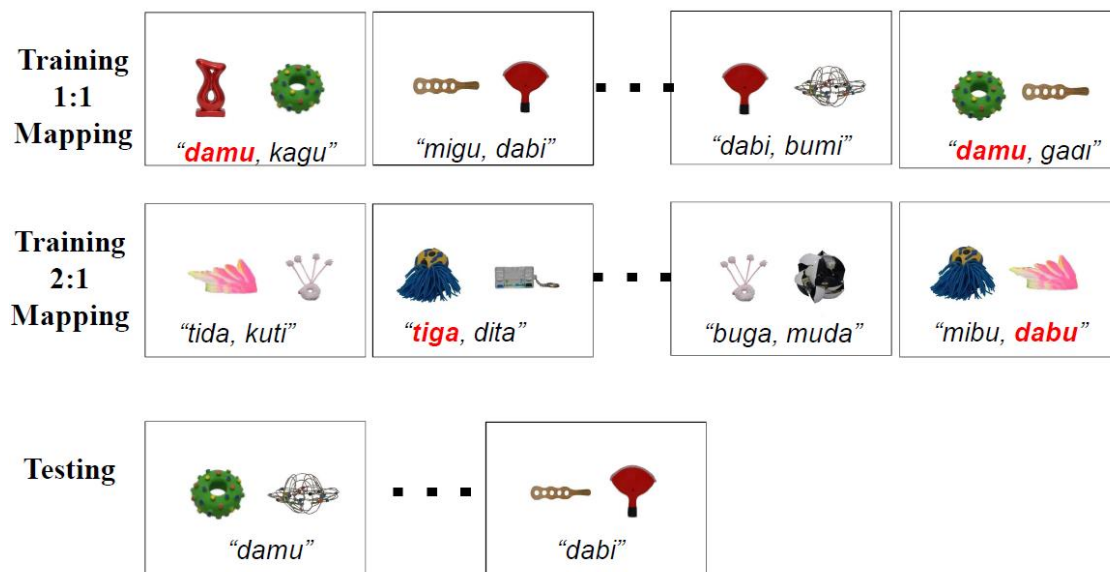 Training
1:1
Mapping
“damu, kagu”
“migu, dabi”
“dabi, bumi”
“damu, gadi”
Training
2:1
Mapping
“tida, kuti”
“tiga, dita”
“buga, muda”
“mibu, dabu”
Testing
“damu”
“dabi”